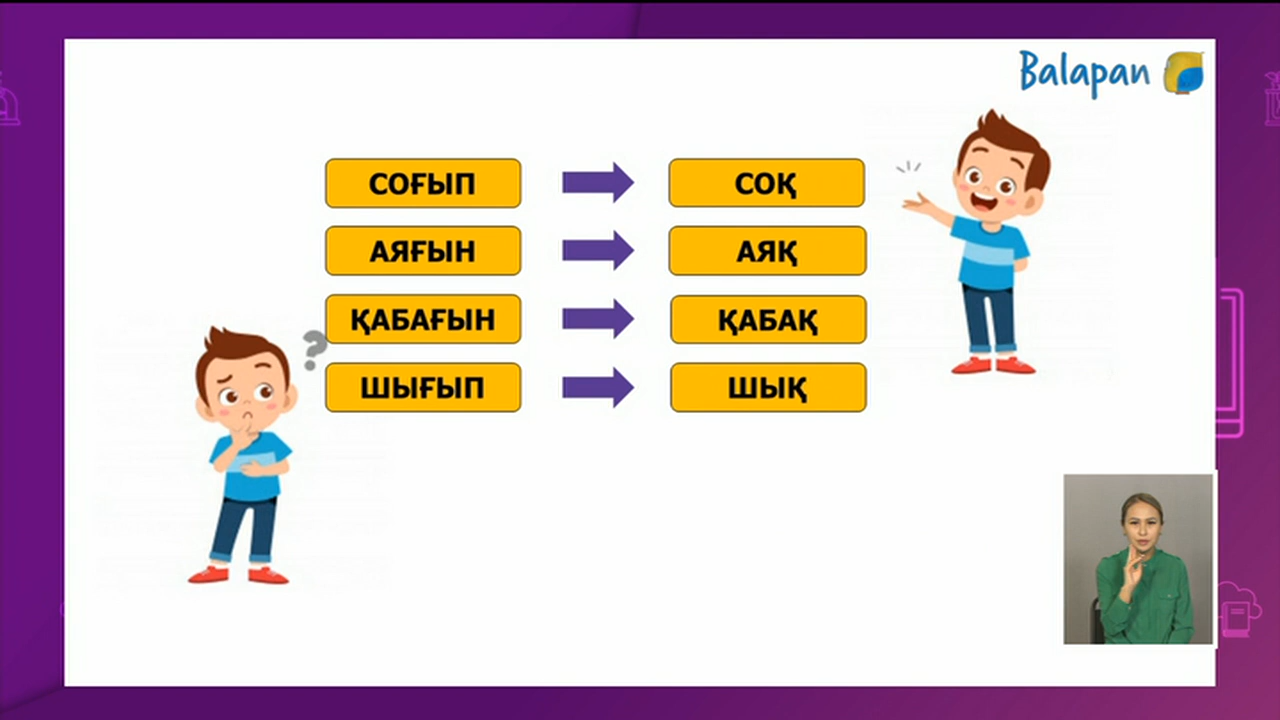 Balapan
СОҒЫП СОҚ
АЯҒЫН АЯҚ
ҚАБАҒЫН ҚАБАҚ
?
ШЫҒЫП ШЫҚ